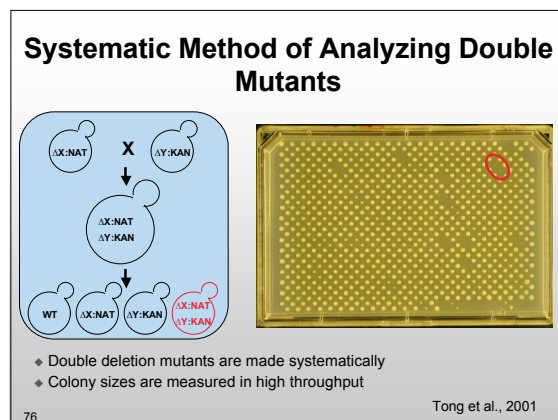 Systematic Method of Analyzing Double
Mutants
ΔX:NAT X ΔY:KAN
ΔX:NAT
ΔY:KAN
WT ΔX:NAT ΔY:KAN ΔX:NAT
ΔY:KAN
◆ Double deletion mutants are made systematically
◆ Colony sizes are measured in high throughput
Tong et al., 2001
76